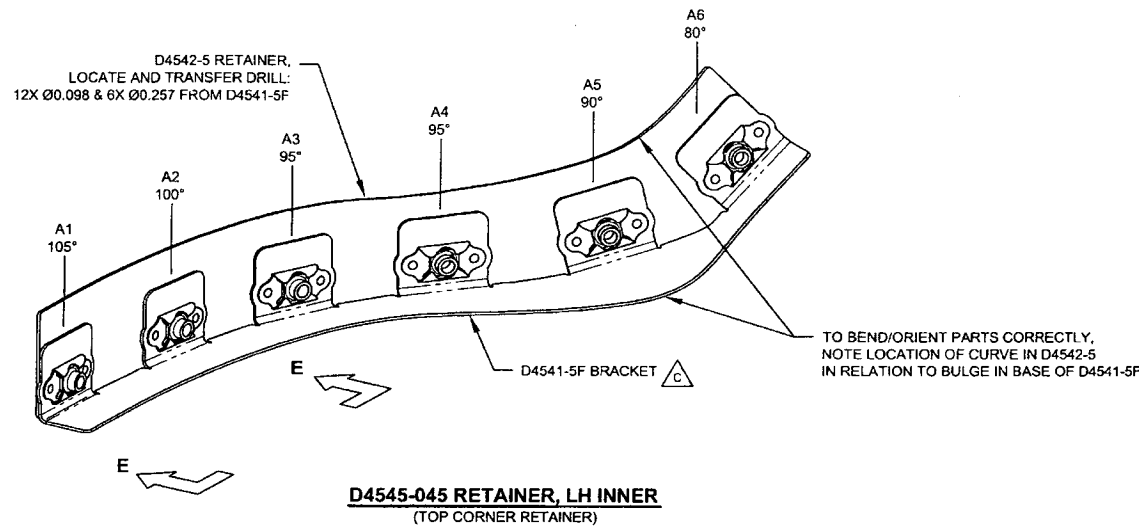 A6
80°
D4542-5 RETAINER,
LOCATE AND TRANSFER DRILL:
12X Ø0.098 & 6X Ø0.257 FROM D4541-5F
A5
90°
A4
95°
A3
95°
A2
100°
A1
105°
TO BEND/ORIENT PARTS CORRECTLY,
NOTE LOCATION OF CURVE IN D4542-5
IN RELATION TO BULGE IN BASE OF D4541-5F
E
D4541-5F BRACKET C
E
D4545-045 RETAINER, LH INNER
(TOP CORNER RETAINER)